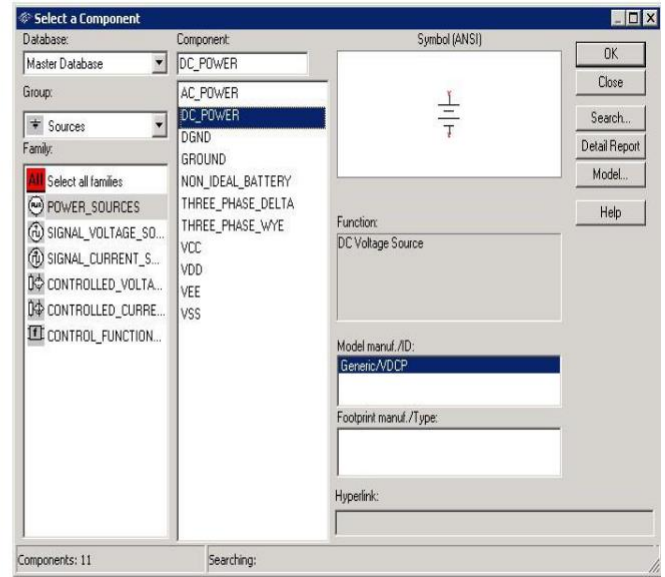 Select a Component
Database:
Master Database
Group:
Sources
Family:
All Select all families
POWER_SOURCES
SIGNAL_VOLTAGE_SO...
SIGNAL_CURRENT_S...
CONTROLLED_VOLTA...
CONTROLLED_CURRE...
CONTROL_FUNCTION...
Component:
DC_POWER
AC_POWER
DC_POWER
DGND
GROUND
NON_IDEAL_BATTERY
THREE_PHASE_DELTA
THREE_PHASE_WYE
VCC
VDD
VEE
VSS
Symbol (ANSI)
Function:
DC Voltage Source
Model manuf./ID:
Generic/VDCP
Footprint manuf./Type:
Hyperlink:
OK
Close
Search...
Detail Report
Model...
Help
Components: 11
Searching: